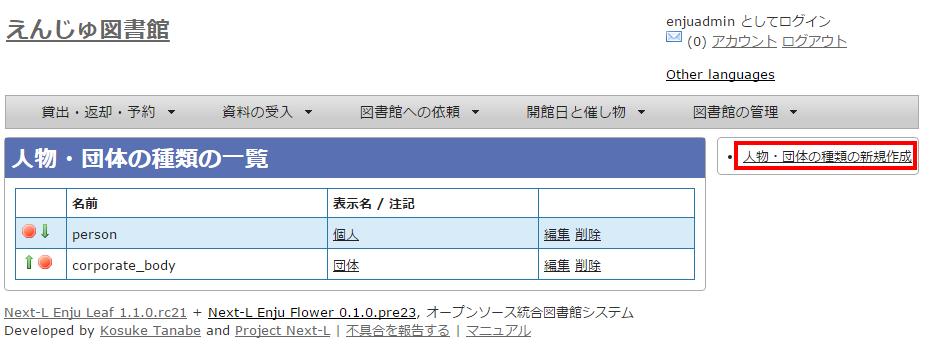 えんじゅ図書館
enjuadmin としてログイン
(0) アカウント ログアウト
Other languages
貸出・返却・予約 資料の受入 図書館への依頼 開館日と催し物 図書館の管理
人物・団体の種類の一覧
人物・団体の種類の新規作成
名前 表示名 / 注記
person 個人 編集 削除
corporate_body 団体 編集 削除
Next-L Enju Leaf 1.1.0.rc21 + Next-L Enju Flower 0.1.0.pre23, オープンソース統合図書館システム
Developed by Kosuke Tanabe and Project Next-L | 不具合を報告する | マニュアル